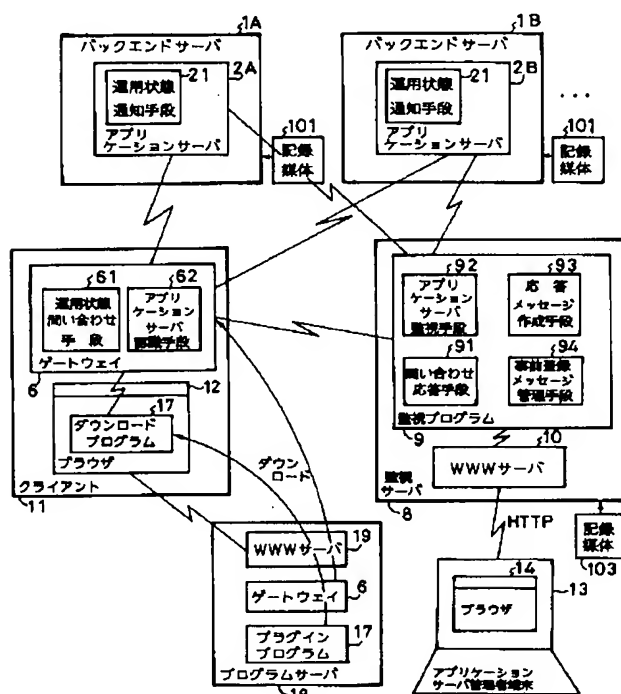 1A
バックエンドサーバ
21
2A
運用状態
通知手段
アプリ
ケーションサーバ
101
記録
媒体
1B
バックエンドサーバ
21
2B
運用状態
通知手段
アプリ
ケーションサーバ
...
101
記録
媒体
61
運用状態
問い合わせ
手段
62
アプリ
ケーション
サーバ
認識手段
ゲートウェイ
6
12
17
ダウンロード
プログラム
ブラウザ
クライアント
11
ダウン
ロード
92
アプリ
ケーション
サーバ
監視手段
93
応答
メッセージ
作成手段
91
問い合わせ
応答手段
94
事前登録
メッセージ
管理手段
監視プログラム
9
10
WWWサーバ
監視
サーバ
8
HTTP
記録
媒体
103
WWWサーバ
19
ゲートウェイ
6
プラグイン
プログラム
17
プログラムサーバ
18
14
ブラウザ
13
アプリケーション
サーバ管理者端末